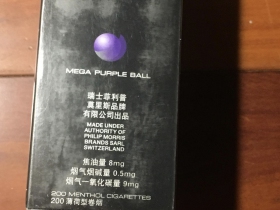 MEGA PURPLE BALL
瑞士菲利普
莫里斯品牌
有限公司出品
MADE UNDER
AUTHORITY OF
PHILIP MORRIS
BRANDS SARL
SWITZERLAND
焦油量 8mg
烟气烟碱量 0.5mg
烟气一氧化碳量 9mg
200 MENTHOL CIGARETTES
200 薄荷型卷烟